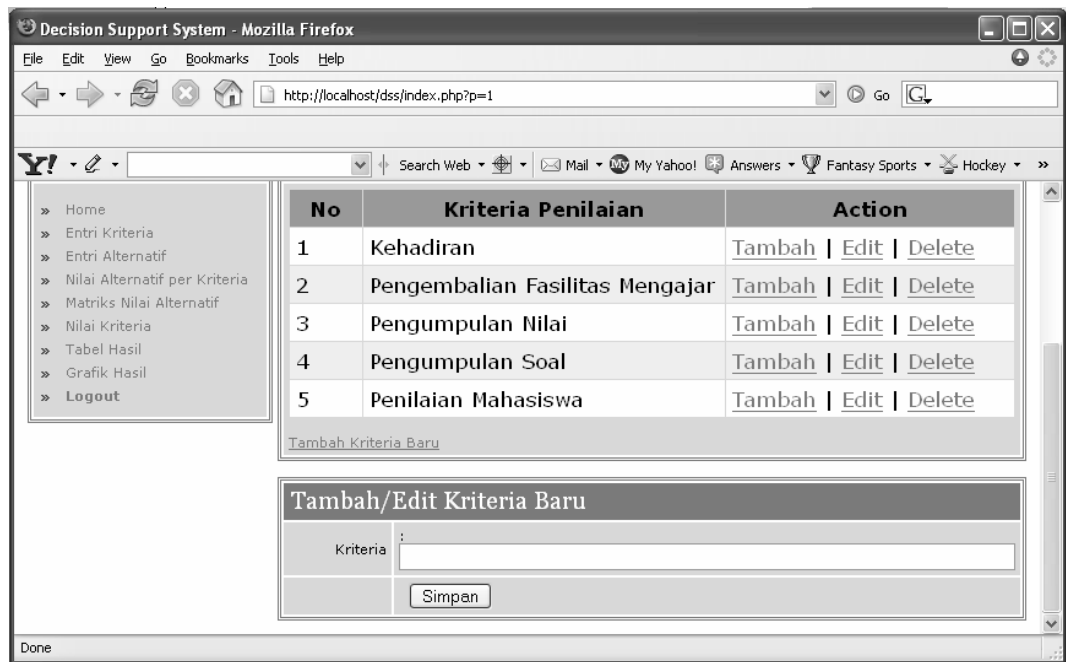 Decision Support System - Mozilla Firefox
File Edit View Go Bookmarks Tools Help
http://localhost/dss/index.php?p=1 Go G
Y! Search Web Mail My My Yahoo! Answers Fantasy Sports Hockey »
» Home
» Entri Kriteria
» Entri Alternatif
» Nilai Alternatif per Kriteria
» Matriks Nilai Alternatif
» Nilai Kriteria
» Tabel Hasil
» Grafik Hasil
» Logout
No Kriteria Penilaian Action
1 Kehadiran Tambah | Edit | Delete
2 Pengembalian Fasilitas Mengajar Tambah | Edit | Delete
3 Pengumpulan Nilai Tambah | Edit | Delete
4 Pengumpulan Soal Tambah | Edit | Delete
5 Penilaian Mahasiswa Tambah | Edit | Delete
Tambah Kriteria Baru
Tambah/Edit Kriteria Baru
Kriteria :
Simpan
Done